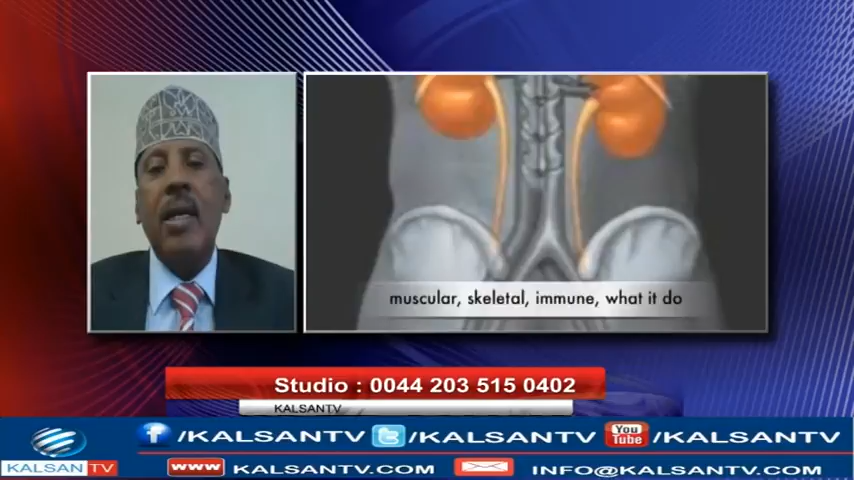 muscular, skeletal, immune, what it do
Studio : 0044 203 515 0402
KALSANTV
f /KALSANTV t /KALSANTV You Tube /KALSANTV
KALSAN TV
www KALSANTV.COM INFO@KALSANTV.COM